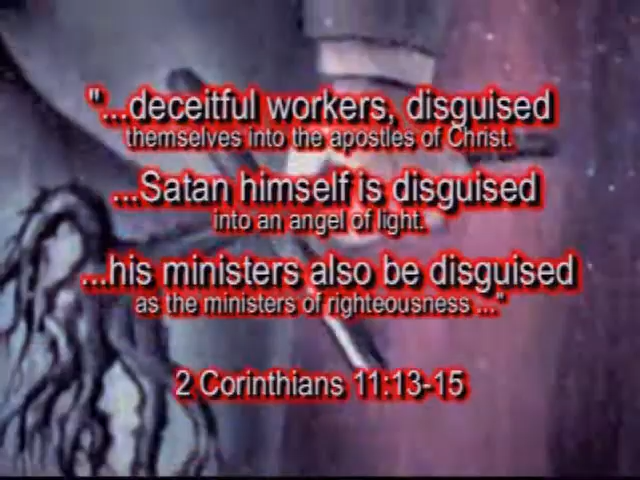 "...deceitful workers, disguised
themselves into the apostles of Christ.
...Satan himself is disguised
into an angel of light.
...his ministers also be disguised
as the ministers of righteousness ..."
2 Corinthians 11:13-15